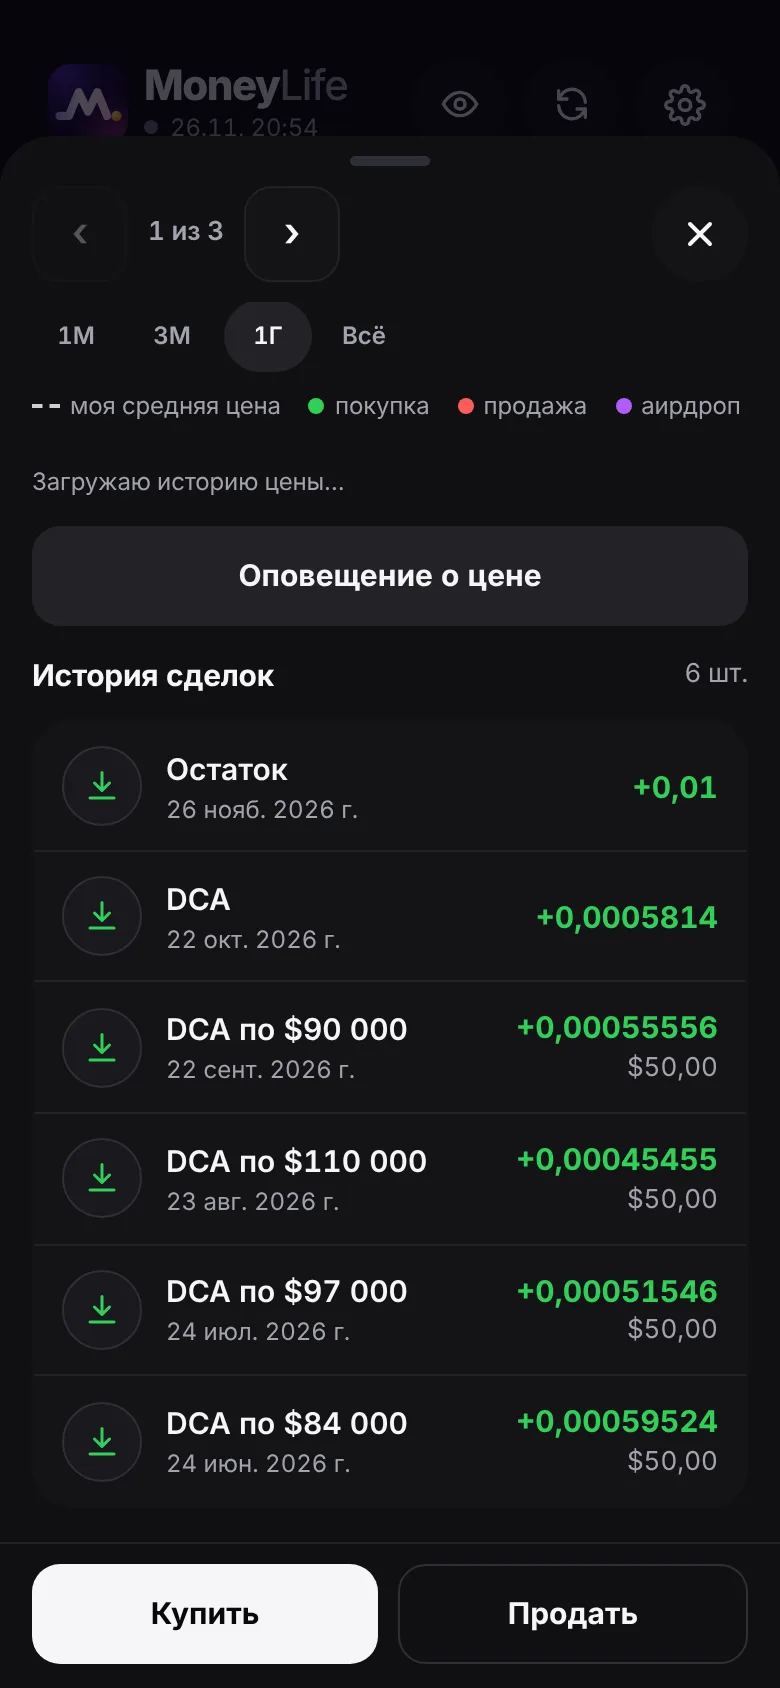 MoneyLife
26.11. 20:54
1 из 3
1М 3М 1Г Всё
моя средняя цена покупка продажа аирдроп
Загружаю историю цены...
Оповещение о цене
История сделок 6 шт.
Остаток +0,01
26 нояб. 2026 г.
DCA +0,0005814
22 окт. 2026 г.
DCA по $90 000 +0,00055556
22 сент. 2026 г. $50,00
DCA по $110 000 +0,00045455
23 авг. 2026 г. $50,00
DCA по $97 000 +0,00051546
24 июл. 2026 г. $50,00
DCA по $84 000 +0,00059524
24 июн. 2026 г. $50,00
Купить Продать